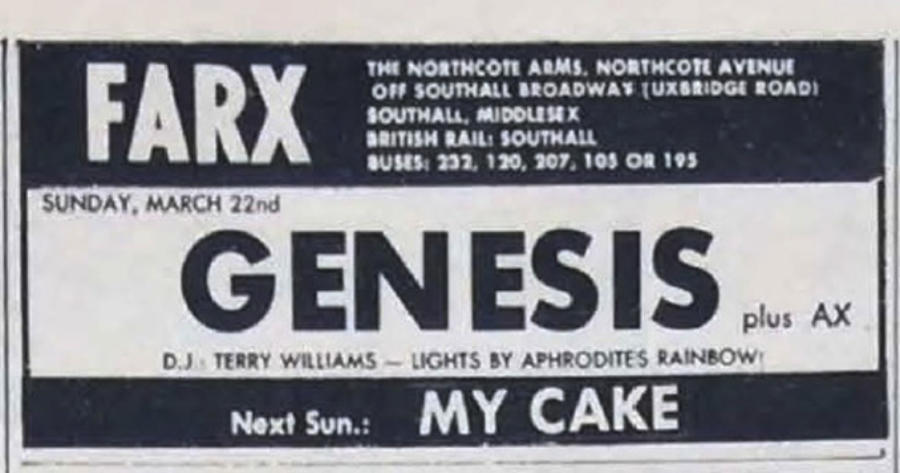 FARX
THE NORTHCOTE ARMS, NORTHCOTE AVENUE
OFF SOUTHALL BROADWAY (UXBRIDGE ROAD)
SOUTHALL, MIDDLESEX
BRITISH RAIL: SOUTHALL
BUSES: 232, 120, 207, 105 OR 195
SUNDAY, MARCH 22nd
GENESIS
plus AX
D.J.: TERRY WILLIAMS — LIGHTS BY APHRODITES RAINBOW
Next Sun.: MY CAKE